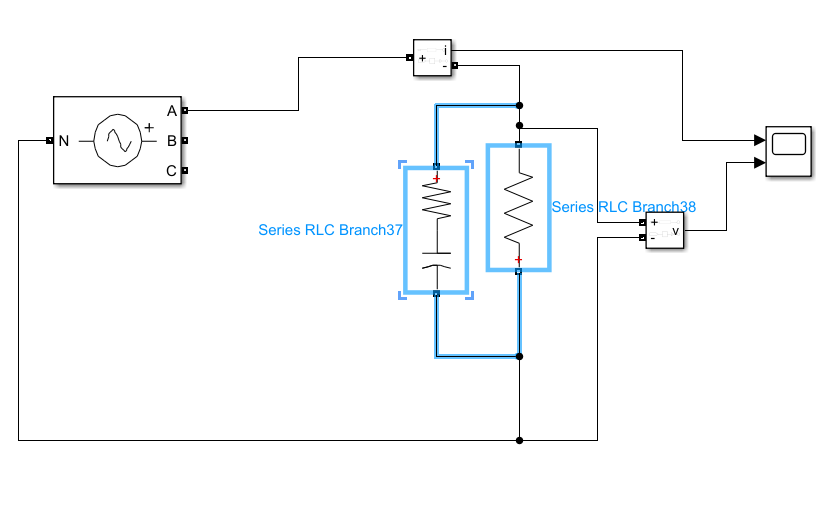 i
+
-
A
N
+
B
C
+
Series RLC Branch37
Series RLC Branch38
+
+
v
-